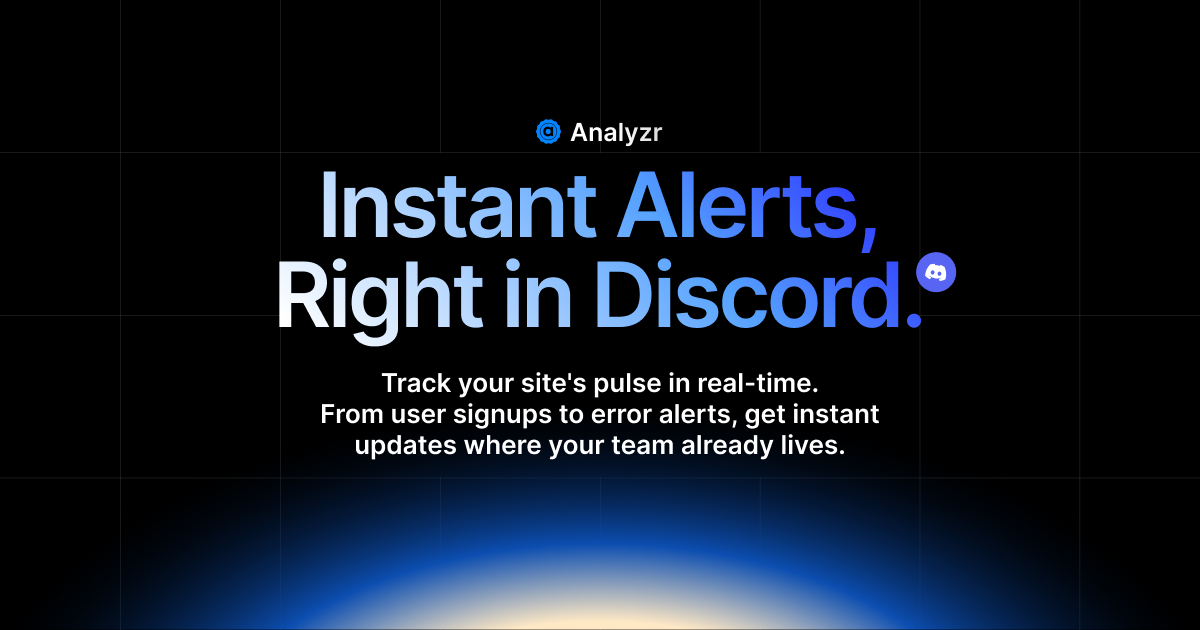 Analyzr
Instant Alerts,
Right in Discord.
Track your site's pulse in real-time.
From user signups to error alerts, get instant
updates where your team already lives.